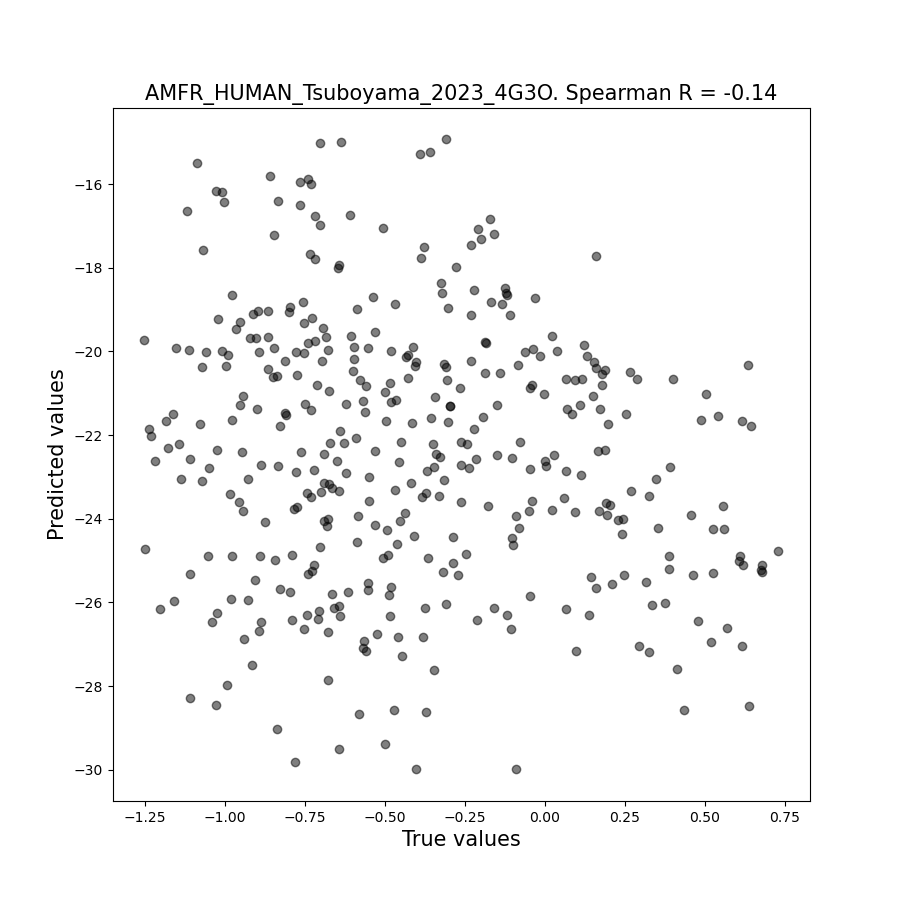 AMFR_HUMAN_Tsuboyama_2023_4G3O. Spearman R = -0.14
Predicted values
−16
−18
−20
−22
−24
−26
−28
−30
−1.25 −1.00 −0.75 −0.50 −0.25 0.00 0.25 0.50 0.75
True values